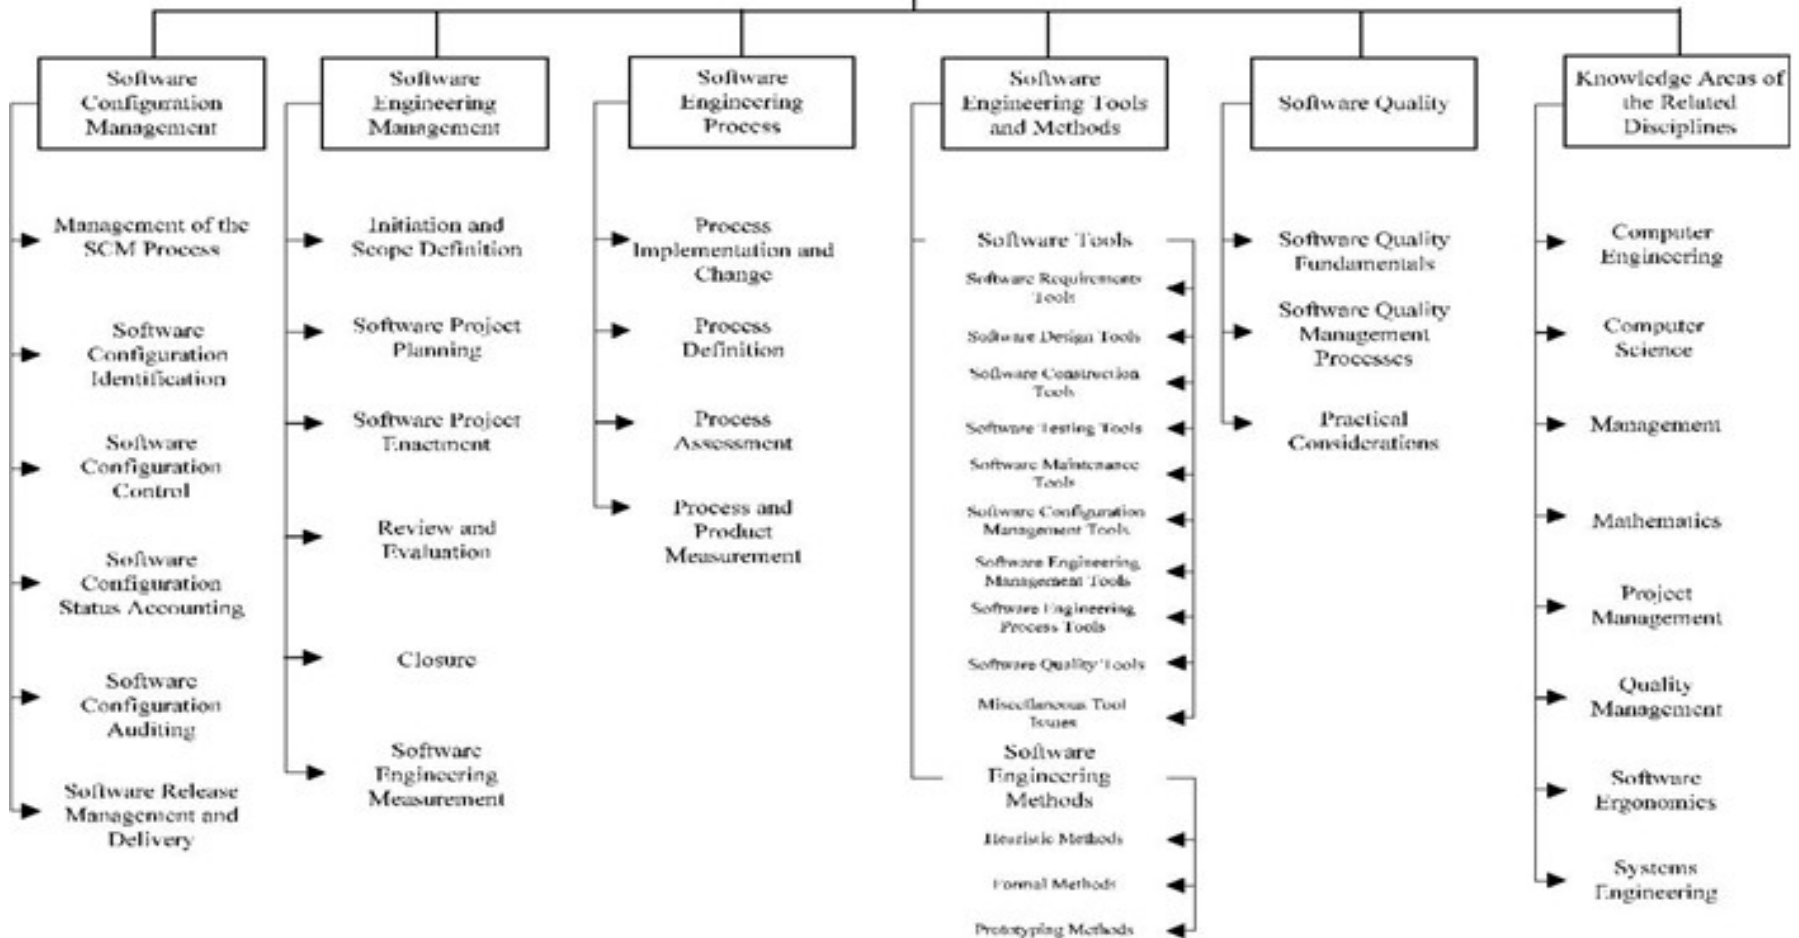 Software
Configuration
Management
Management of the
SCM Process
Software
Configuration
Identification
Software
Configuration
Control
Software
Configuration
Status Accounting
Software
Configuration
Auditing
Software Release
Management and
Delivery
Software
Engineering
Management
Initiation and
Scope Definition
Software Project
Planning
Software Project
Enactment
Review and
Evaluation
Closure
Software
Engineering
Measurement
Software
Engineering
Process
Process
Implementation and
Change
Process
Definition
Process
Assessment
Process and
Product
Measurement
Software
Engineering Tools
and Methods
Software Tools
Software Requirements
Tools
Software Design Tools
Software Construction
Tools
Software Testing Tools
Software Maintenance
Tools
Software Configuration
Management Tools
Software Engineering
Management Tools
Software Engineering
Process Tools
Software Quality Tools
Miscellaneous Tool
Issues
Software
Engineering
Methods
Heuristic Methods
Formal Methods
Prototyping Methods
Software Quality
Software Quality
Fundamentals
Software Quality
Management
Processes
Practical
Considerations
Knowledge Areas of
the Related
Disciplines
Computer
Engineering
Computer
Science
Management
Mathematics
Project
Management
Quality
Management
Software
Ergonomics
Systems
Engineering